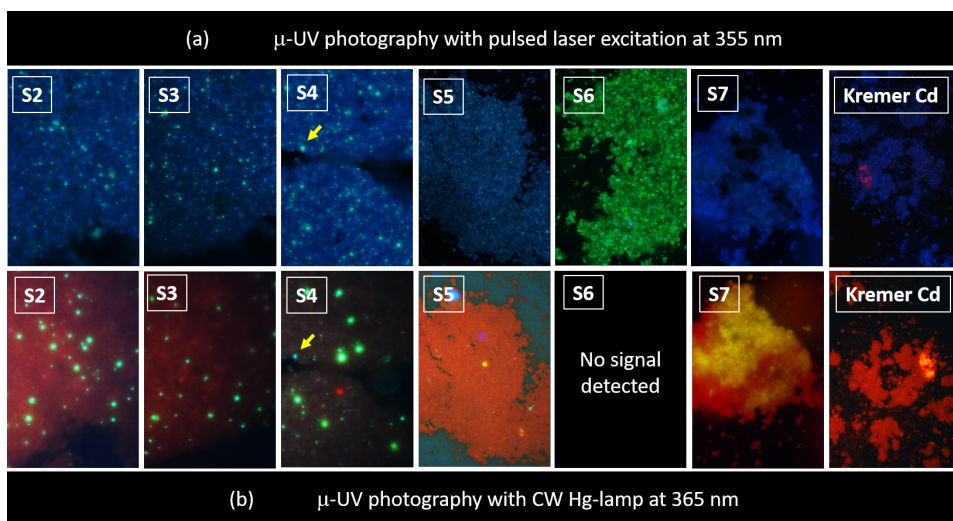 (a) μ-UV photography with pulsed laser excitation at 355 nm
S2 S3 S4 S5 S6 S7 Kremer Cd
S2 S3 S4 S5 S6 S7 Kremer Cd
No signal
detected
(b) μ-UV photography with CW Hg-lamp at 365 nm